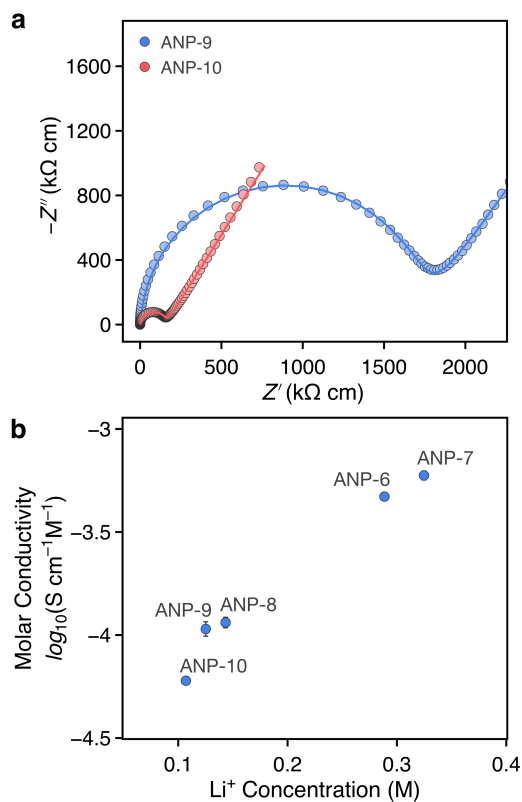 a
ANP-9
ANP-10
1600
1200
800
400
0
−Z″ (kΩ cm)
0 500 1000 1500 2000
Z′ (kΩ cm)
b
−3
−3.5
−4
−4.5
Molar Conductivity
log₁₀(S cm⁻¹M⁻¹)
ANP-7
ANP-6
ANP-9 ANP-8
ANP-10
0.1 0.2 0.3 0.4
Li⁺ Concentration (M)